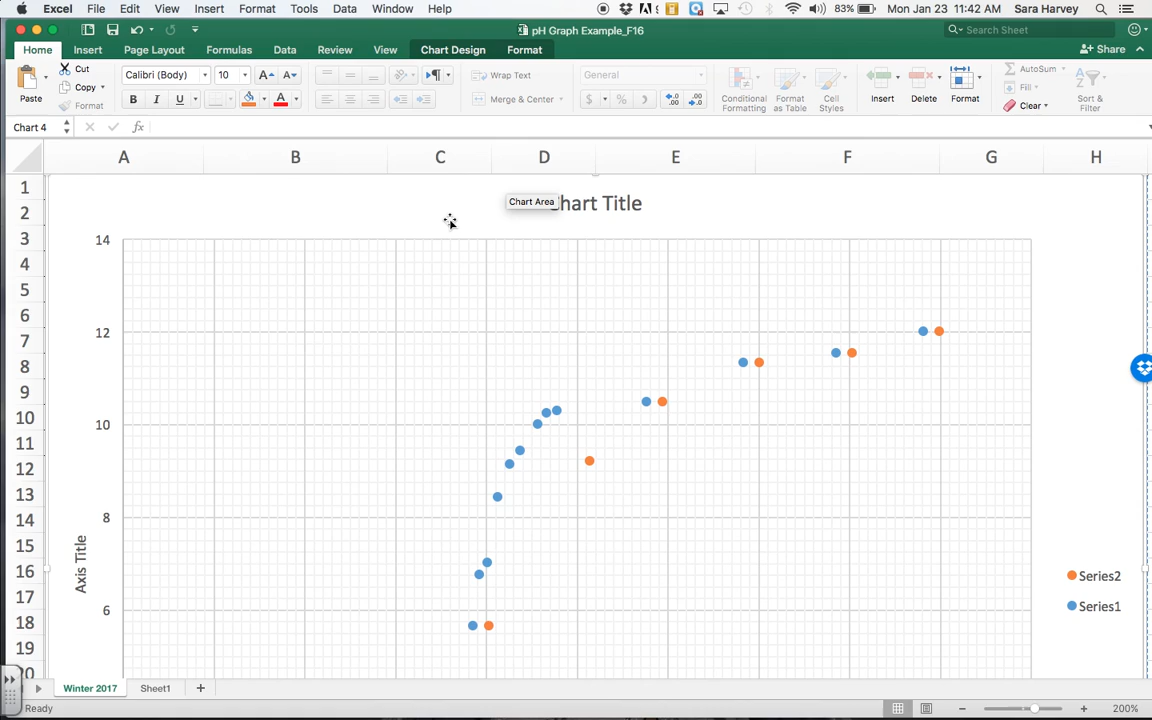 Excel File Edit View Insert Format Tools Data Window Help 83% Mon Jan 23 11:42 AM Sara Harvey
pH Graph Example_F16 Search Sheet
Home Insert Page Layout Formulas Data Review View Chart Design Format Share
Paste Cut Copy Format
Calibri (Body) 10
B I U A
Wrap Text
Merge & Center
General
$ %
Conditional Formatting
Format as Table
Cell Styles
Insert Delete Format
AutoSum
Fill
Clear
Sort & Filter
Chart 4 fx
A B C D E F G H
1
2
3
4
5
6
7
8
9
10
11
12
13
14
15
16
17
18
19
20
Chart Area hart Title
14
12
10
8
6
Axis Title
Series2
Series1
Winter 2017 Sheet1 +
Ready 200%